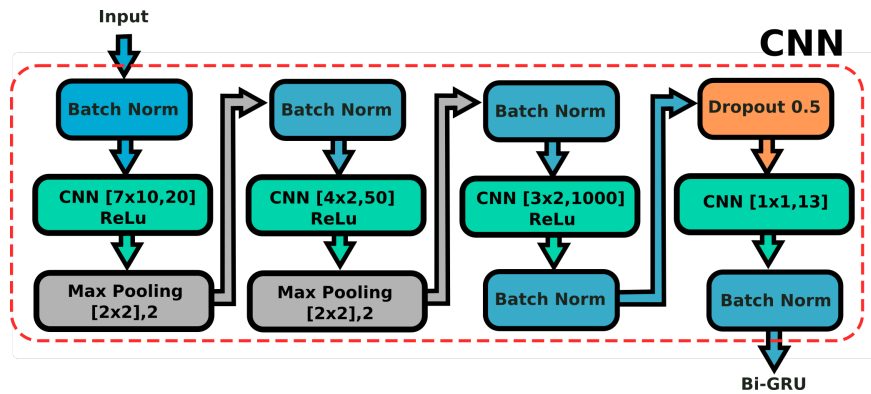 Input
CNN
Batch Norm
CNN [7x10,20]
ReLu
Max Pooling
[2x2],2
Batch Norm
CNN [4x2,50]
ReLu
Max Pooling
[2x2],2
Batch Norm
CNN [3x2,1000]
ReLu
Batch Norm
Dropout 0.5
CNN [1x1,13]
Batch Norm
Bi-GRU